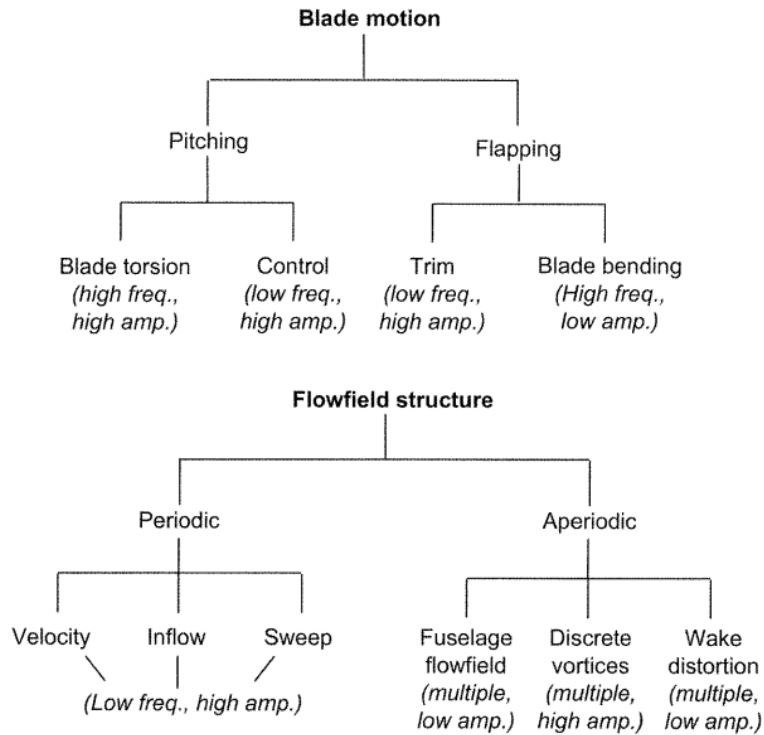 Blade motion
Pitching
Flapping
Blade torsion
(high freq.,
high amp.)
Control
(low freq.,
high amp.)
Trim
(low freq.,
high amp.)
Blade bending
(High freq.,
low amp.)
Flowfield structure
Periodic
Aperiodic
Velocity
Inflow
Sweep
(Low freq., high amp.)
Fuselage
flowfield
(multiple,
low amp.)
Discrete
vortices
(multiple,
high amp.)
Wake
distortion
(multiple,
low amp.)